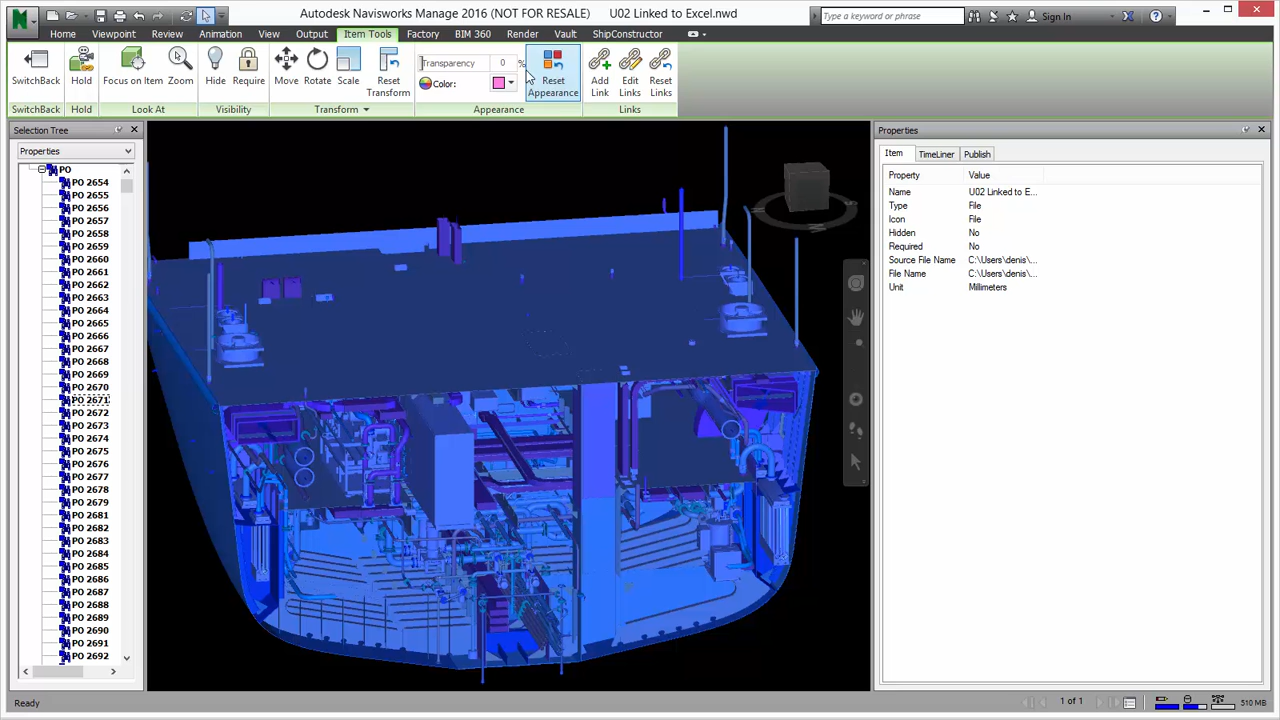 Autodesk Navisworks Manage 2016 (NOT FOR RESALE) U02 Linked to Excel.nwd
Type a keyword or phrase
Sign In
Home Viewpoint Review Animation View Output Item Tools Factory BIM 360 Render Vault ShipConstructor
SwitchBack
Hold
Focus on Item
Zoom
Hide
Require
Move
Rotate
Scale
Reset
Transform
Transparency 0 %
Color:
Reset
Appearance
Add
Link
Edit
Links
Reset
Links
SwitchBack Hold Look At Visibility Transform Appearance Links
Selection Tree
Properties
PO
PO 2654
PO 2655
PO 2656
PO 2657
PO 2658
PO 2659
PO 2660
PO 2661
PO 2662
PO 2663
PO 2664
PO 2665
PO 2666
PO 2667
PO 2668
PO 2669
PO 2670
PO 2671
PO 2672
PO 2673
PO 2674
PO 2675
PO 2676
PO 2677
PO 2678
PO 2679
PO 2681
PO 2682
PO 2683
PO 2684
PO 2685
PO 2686
PO 2687
PO 2688
PO 2689
PO 2690
PO 2691
PO 2692
Properties
Item TimeLiner Publish
Property Value
Name U02 Linked to E...
Type File
Icon File
Hidden No
Required No
Source File Name C:\Users\denis\...
File Name C:\Users\denis\...
Unit Millimeters
Ready
1 of 1
510 MB